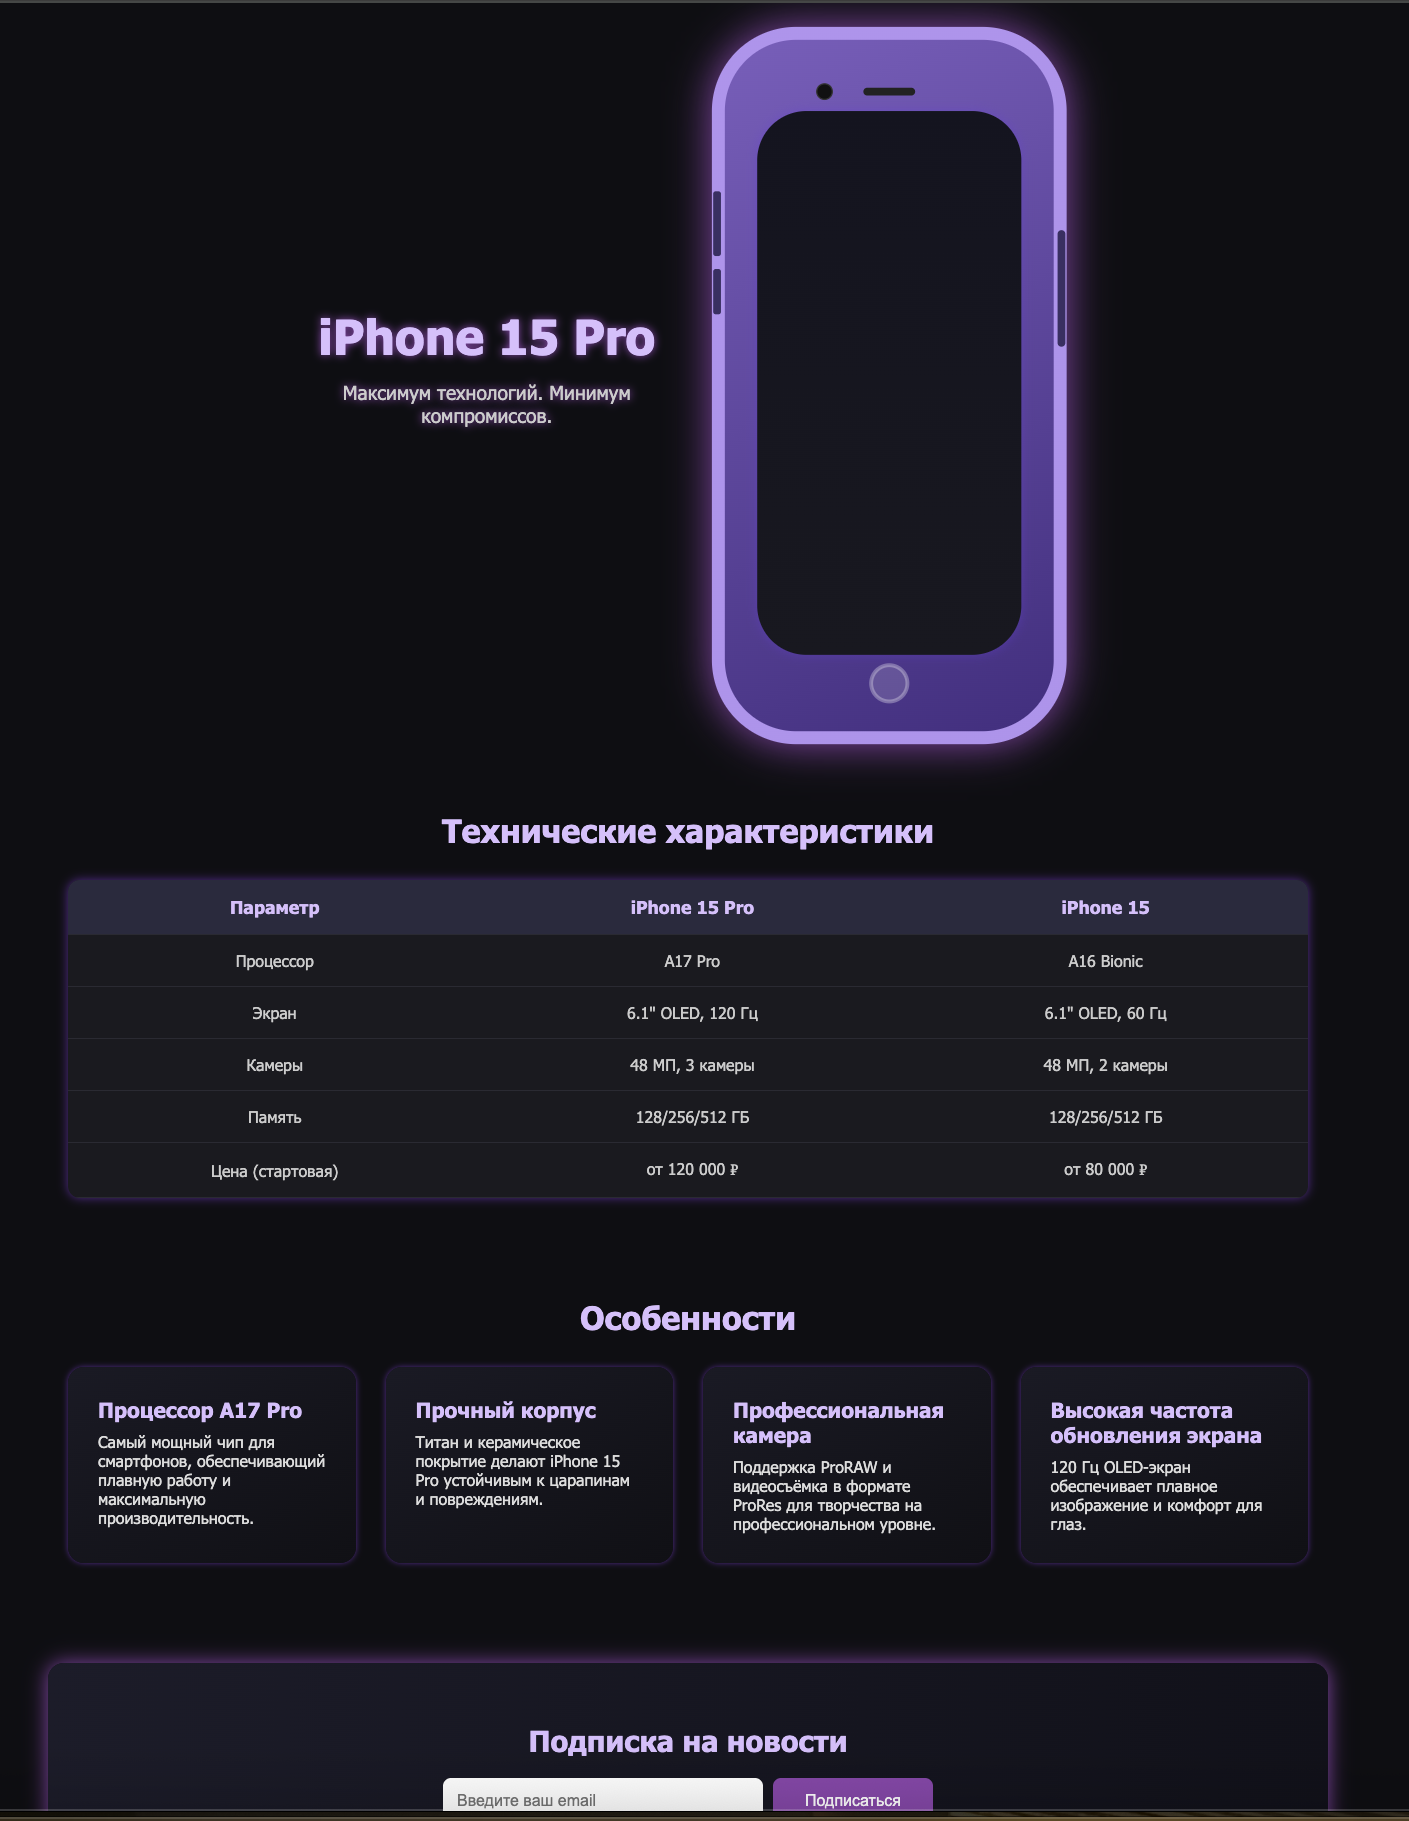 iPhone 15 Pro
Максимум технологий. Минимум
компромиссов.
Технические характеристики
Параметр iPhone 15 Pro iPhone 15
Процессор A17 Pro A16 Bionic
Экран 6.1" OLED, 120 Гц 6.1" OLED, 60 Гц
Камеры 48 МП, 3 камеры 48 МП, 2 камеры
Память 128/256/512 ГБ 128/256/512 ГБ
Цена (стартовая) от 120 000 ₽ от 80 000 ₽
Особенности
Процессор A17 Pro
Самый мощный чип для
смартфонов, обеспечивающий
плавную работу и
максимальную
производительность.
Прочный корпус
Титан и керамическое
покрытие делают iPhone 15
Pro устойчивым к царапинам
и повреждениям.
Профессиональная
камера
Поддержка ProRAW и
видеосъёмка в формате
ProRes для творчества на
профессиональном уровне.
Высокая частота
обновления экрана
120 Гц OLED-экран
обеспечивает плавное
изображение и комфорт для
глаз.
Подписка на новости
Введите ваш email
Подписаться